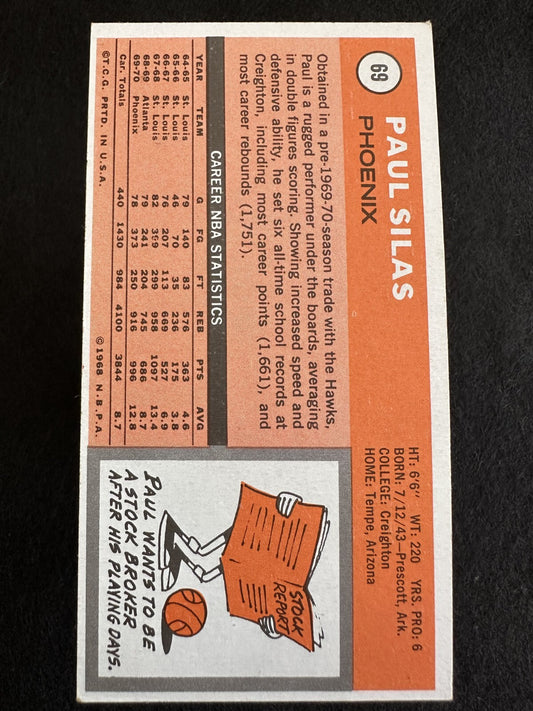 69
PAUL SILAS
PHOENIX
HT: 6'6" WT: 220 YRS. PRO: 6
BORN: 7/12/43—Prescott, Ark.
COLLEGE: Creighton
HOME: Tempe, Arizona
Obtained in a pre-1969-70-season trade with the Hawks,
Paul is a rugged performer under the boards, averaging
in double figures scoring. Showing increased speed and
defensive ability, he set six all-time school records at
Creighton, including most career points (1,661), and
most career rebounds (1,751).
CAREER NBA STATISTICS
YEAR TEAM G FG FT REB PTS AVG
64-65 St. Louis 79 140 83 576 363 4.6
65-66 St. Louis 46 70 35 236 175 3.8
66-67 St. Louis 76 207 113 669 527 6.9
67-68 St. Louis 82 399 299 958 1097 13.4
68-69 Atlanta 79 241 204 745 686 8.7
69-70 Phoenix 78 373 250 916 996 12.8
Car. Totals 440 1430 984 4100 3844 8.7
©T.C.G. PRTD. IN U.S.A. ©1968 N.B.P.A.
STOCK
REPORT
PAUL WANTS TO BE
A STOCK BROKER
AFTER HIS PLAYING DAYS.